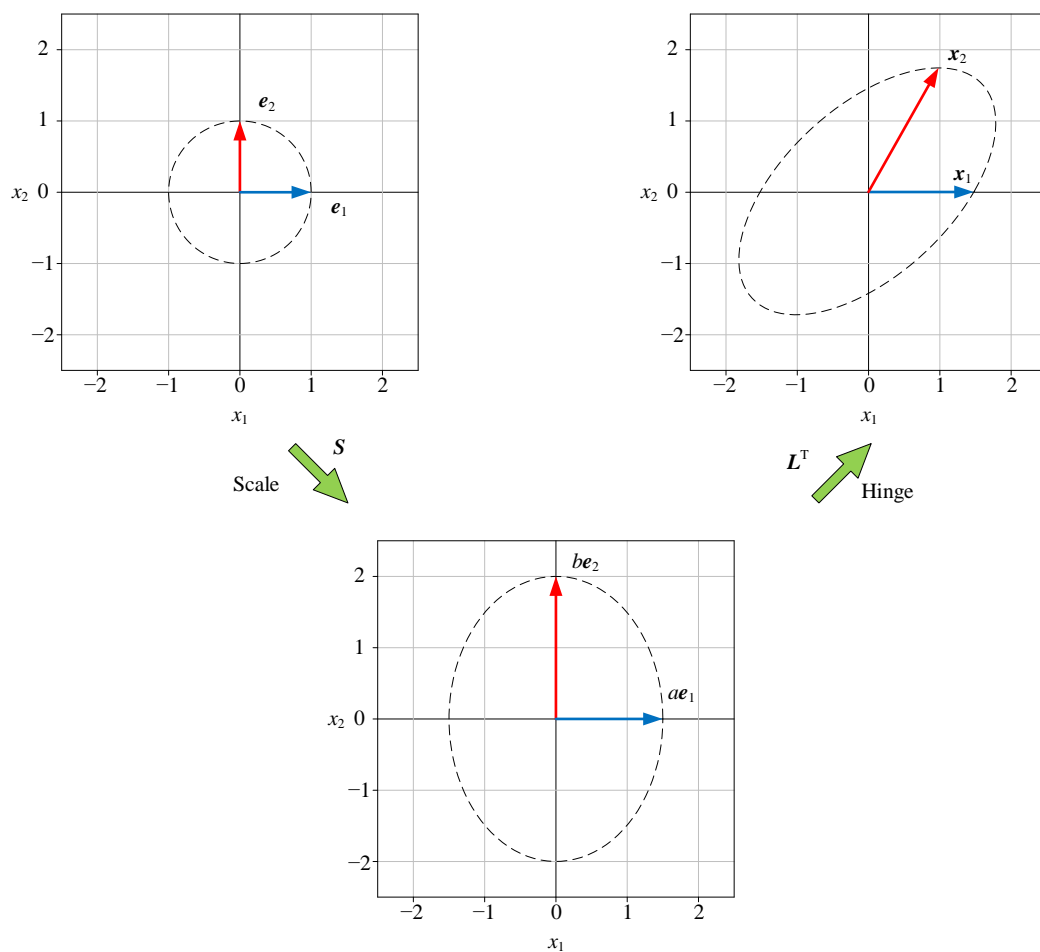 2
1
x₂ 0
−1
−2
−2 −1 0 1 2
x₁
e₂
e₁
2
1
x₂ 0
−1
−2
−2 −1 0 1 2
x₁
x₂
x₁
S
Scale
Lᵀ
Hinge
2
1
x₂ 0
−1
−2
−2 −1 0 1 2
x₁
be₂
ae₁